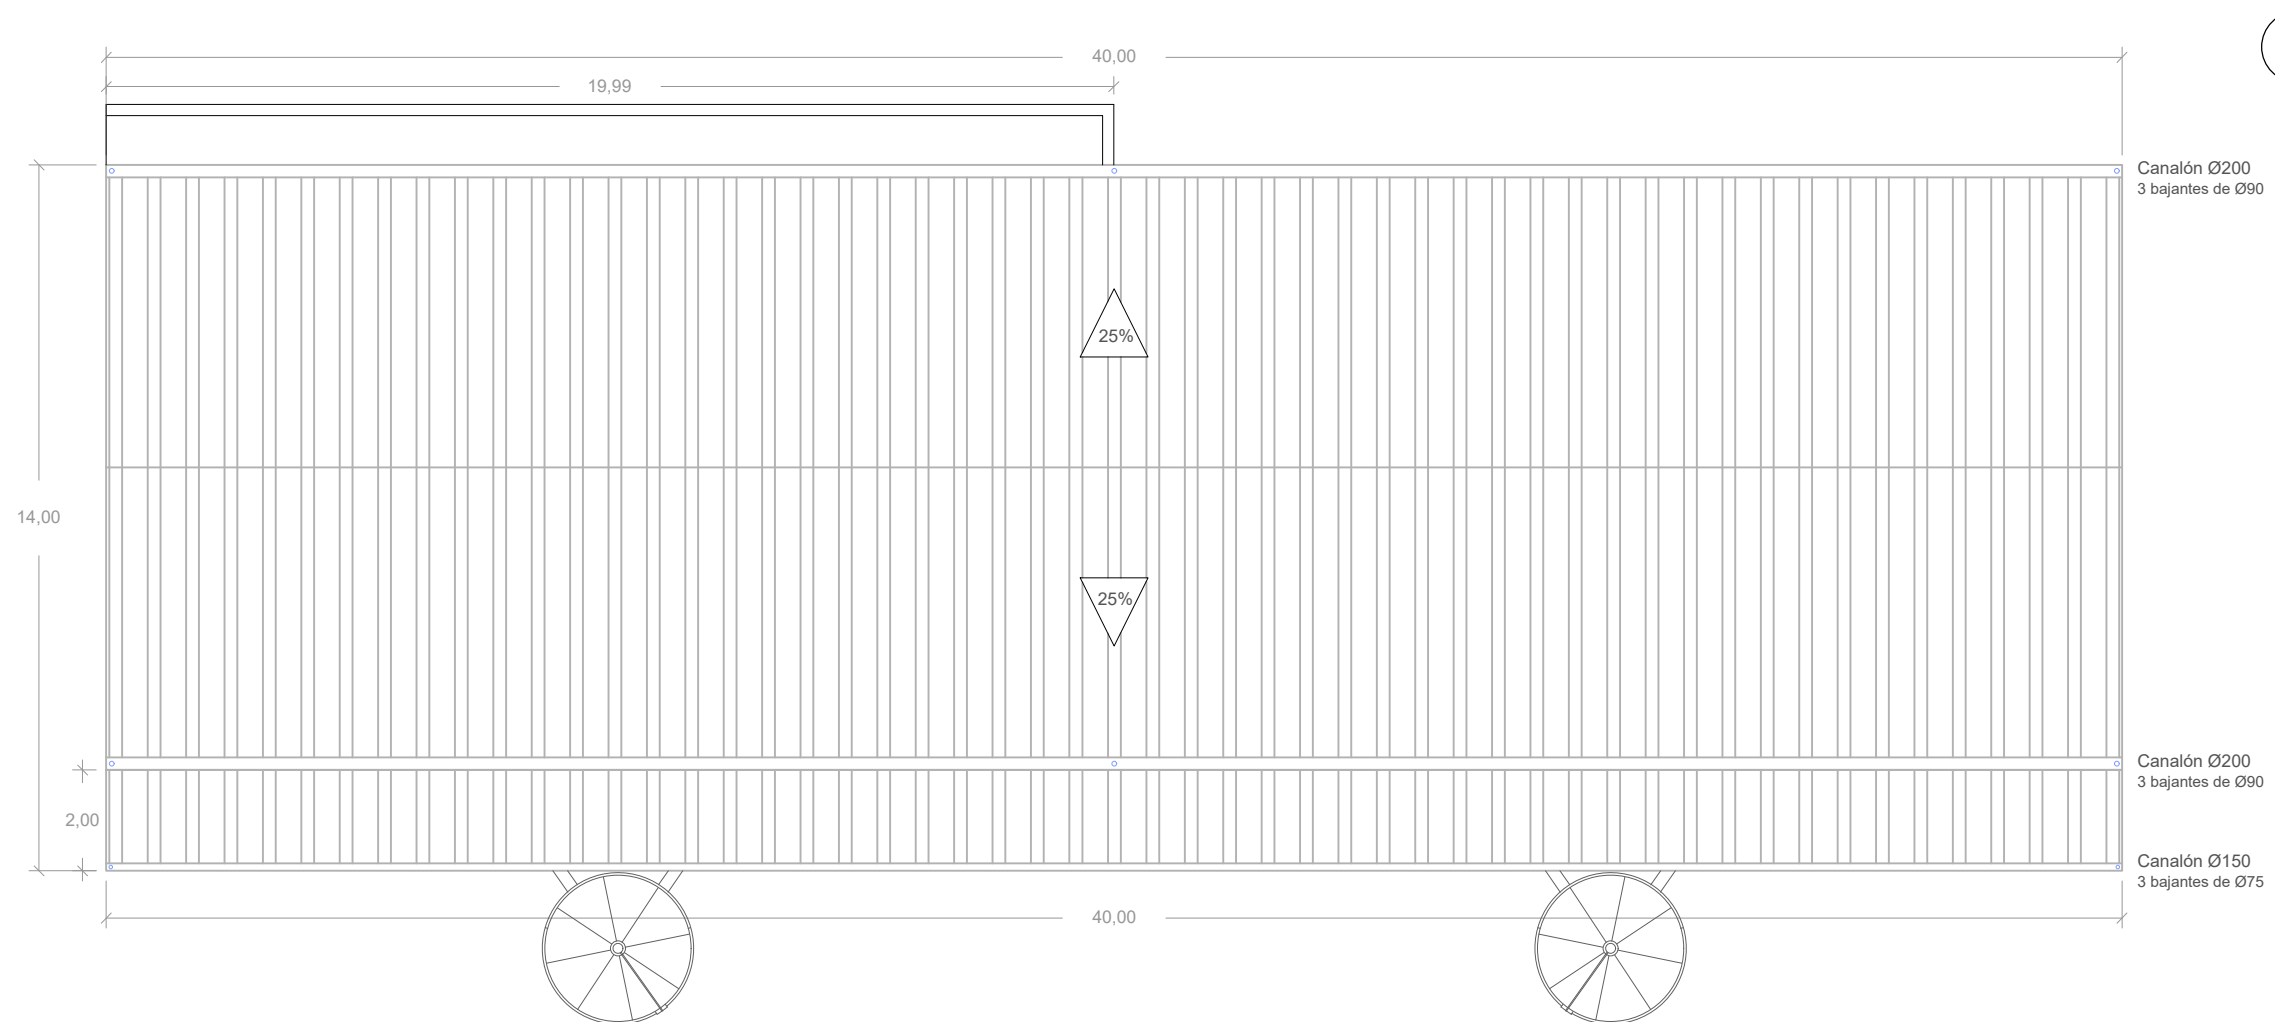 40,00
19,99
Canalón Ø200
3 bajantes de Ø90
25%
14,00
25%
Canalón Ø200
3 bajantes de Ø90
2,00
Canalón Ø150
3 bajantes de Ø75
40,00